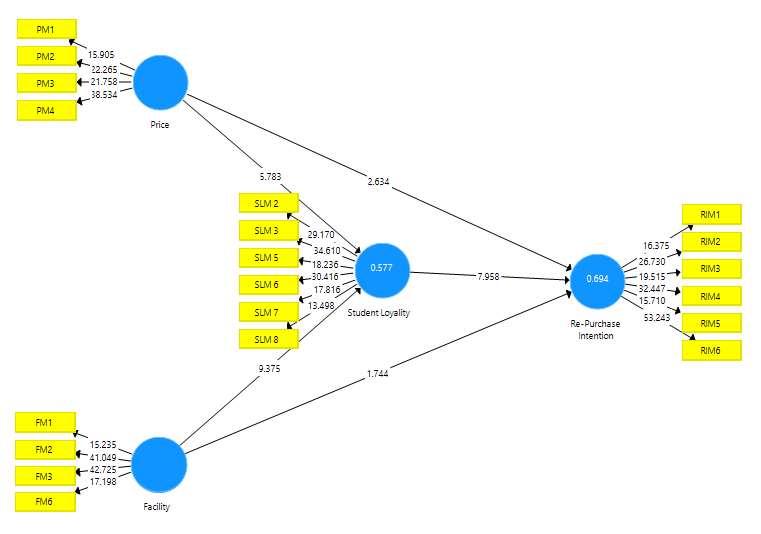 PM1
PM2
PM3
PM4
15.905
22.265
21.758
38.534
Price
5.783
2.634
SLM 2
SLM 3
SLM 5
SLM 6
SLM 7
SLM 8
29.170
34.610
18.236
30.416
17.816
13.498
0.577
Student Loyality
7.958
0.694
Re-Purchase
Intention
16.375
26.730
19.515
32.447
15.710
53.243
RIM1
RIM2
RIM3
RIM4
RIM5
RIM6
9.375
1.744
FM1
FM2
FM3
FM6
15.235
41.049
42.725
17.198
Facility